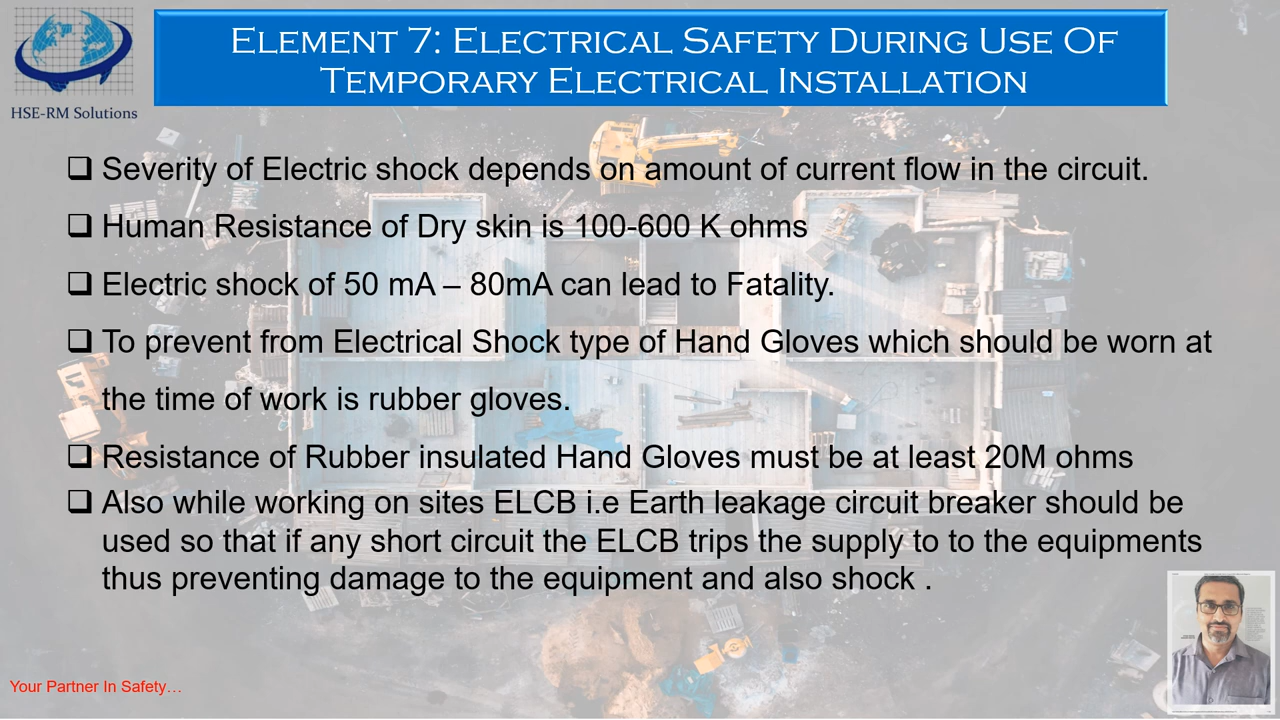 ELEMENT 7: ELECTRICAL SAFETY DURING USE OF
TEMPORARY ELECTRICAL INSTALLATION
HSE-RM Solutions
Severity of Electric shock depends on amount of current flow in the circuit.
Human Resistance of Dry skin is 100-600 K ohms
Electric shock of 50 mA – 80mA can lead to Fatality.
To prevent from Electrical Shock type of Hand Gloves which should be worn at
the time of work is rubber gloves.
Resistance of Rubber insulated Hand Gloves must be at least 20M ohms
Also while working on sites ELCB i.e Earth leakage circuit breaker should be
used so that if any short circuit the ELCB trips the supply to to the equipments
thus preventing damage to the equipment and also shock .
Your Partner In Safety…